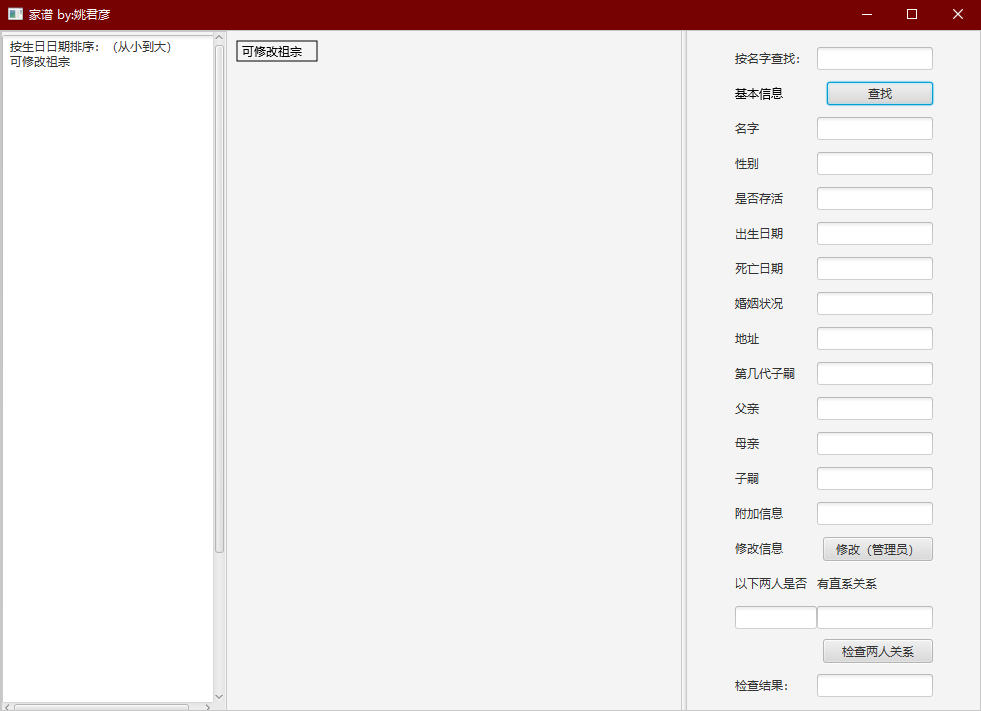 家谱 by:姚君彦
按生日日期排序：（从小到大）
可修改祖宗
可修改祖宗
按名字查找：
基本信息 查找
名字
性别
是否存活
出生日期
死亡日期
婚姻状况
地址
第几代子嗣
父亲
母亲
子嗣
附加信息
修改信息 修改（管理员）
以下两人是否 有直系关系
检查两人关系
检查结果：